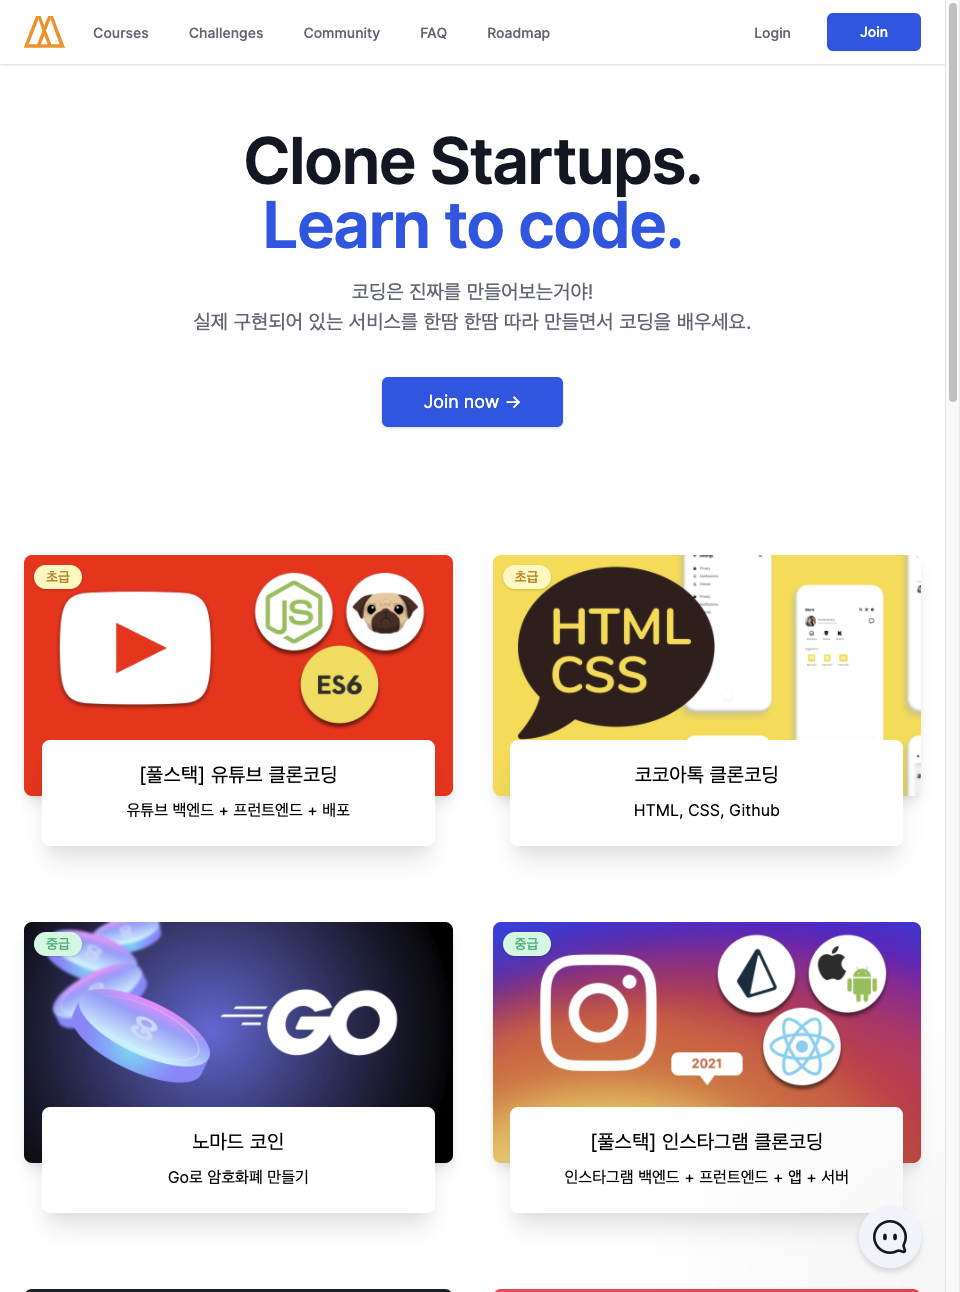 Courses
Challenges
Community
FAQ
Roadmap
Login
Join
Clone Startups.
Learn to code.
코딩은 진짜를 만들어보는거야!
실제 구현되어 있는 서비스를 한땀 한땀 따라 만들면서 코딩을 배우세요.
Join now →
초급
JS
ES6
[풀스택] 유튜브 클론코딩
유튜브 백엔드 + 프런트엔드 + 배포
초급
HTML
CSS
코코아톡 클론코딩
HTML, CSS, Github
중급
GO
노마드 코인
Go로 암호화폐 만들기
중급
2021
[풀스택] 인스타그램 클론코딩
인스타그램 백엔드 + 프런트엔드 + 앱 + 서버